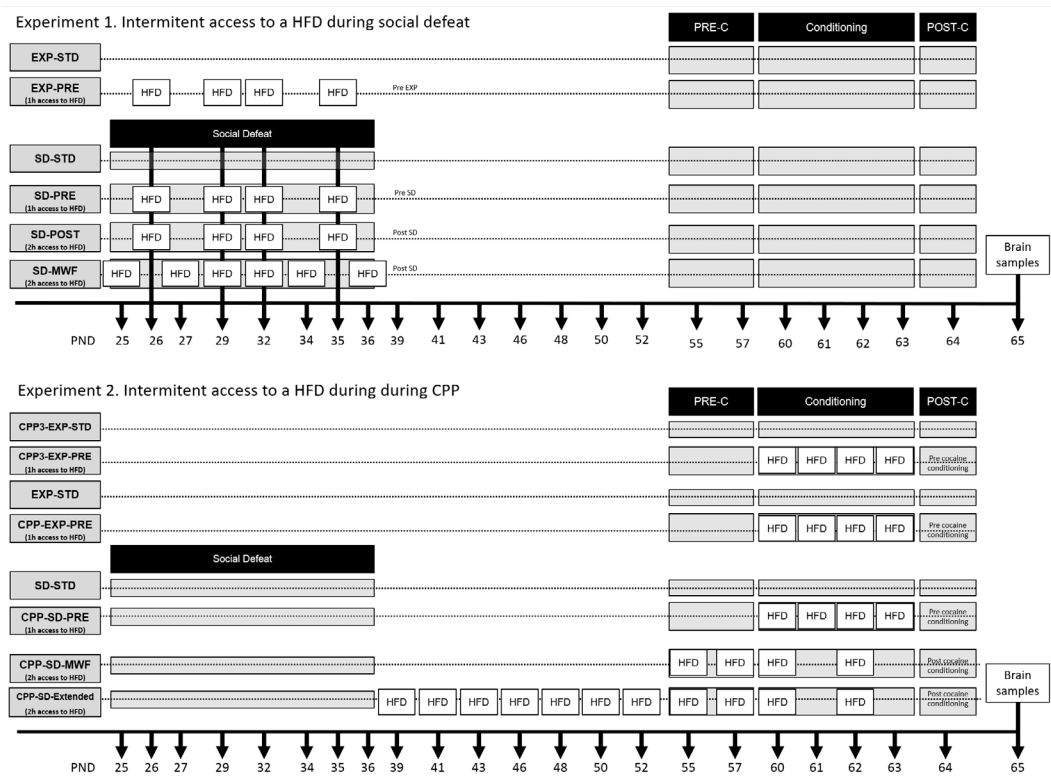 Experiment 1. Intermitent access to a HFD during social defeat
PRE-C Conditioning POST-C
EXP-STD
EXP-PRE
(1h access to HFD)
HFD HFD HFD HFD Pre EXP
Social Defeat
SD-STD
SD-PRE
(1h access to HFD)
HFD HFD HFD HFD Pre SD
SD-POST
(2h access to HFD)
HFD HFD HFD HFD Post SD
SD-MWF
(2h access to HFD)
HFD HFD HFD HFD HFD HFD Post SD
Brain
samples
PND 25 26 27 29 32 34 35 36 39 41 43 46 48 50 52 55 57 60 61 62 63 64 65
Experiment 2. Intermitent access to a HFD during during CPP
PRE-C Conditioning POST-C
CPP3-EXP-STD
CPP3-EXP-PRE
(1h access to HFD)
HFD HFD HFD HFD
Pre cocaine
conditioning
EXP-STD
CPP-EXP-PRE
(1h access to HFD)
HFD HFD HFD HFD
Pre cocaine
conditioning
Social Defeat
SD-STD
CPP-SD-PRE
(1h access to HFD)
HFD HFD HFD HFD
Pre cocaine
conditioning
CPP-SD-MWF
(2h access to HFD)
HFD HFD HFD HFD
Post cocaine
conditioning
CPP-SD-Extended
(2h access to HFD)
HFD HFD HFD HFD HFD HFD HFD HFD HFD HFD HFD
Post cocaine
conditioning
Brain
samples
PND 25 26 27 29 32 34 35 36 39 41 43 46 48 50 52 55 57 60 61 62 63 64 65